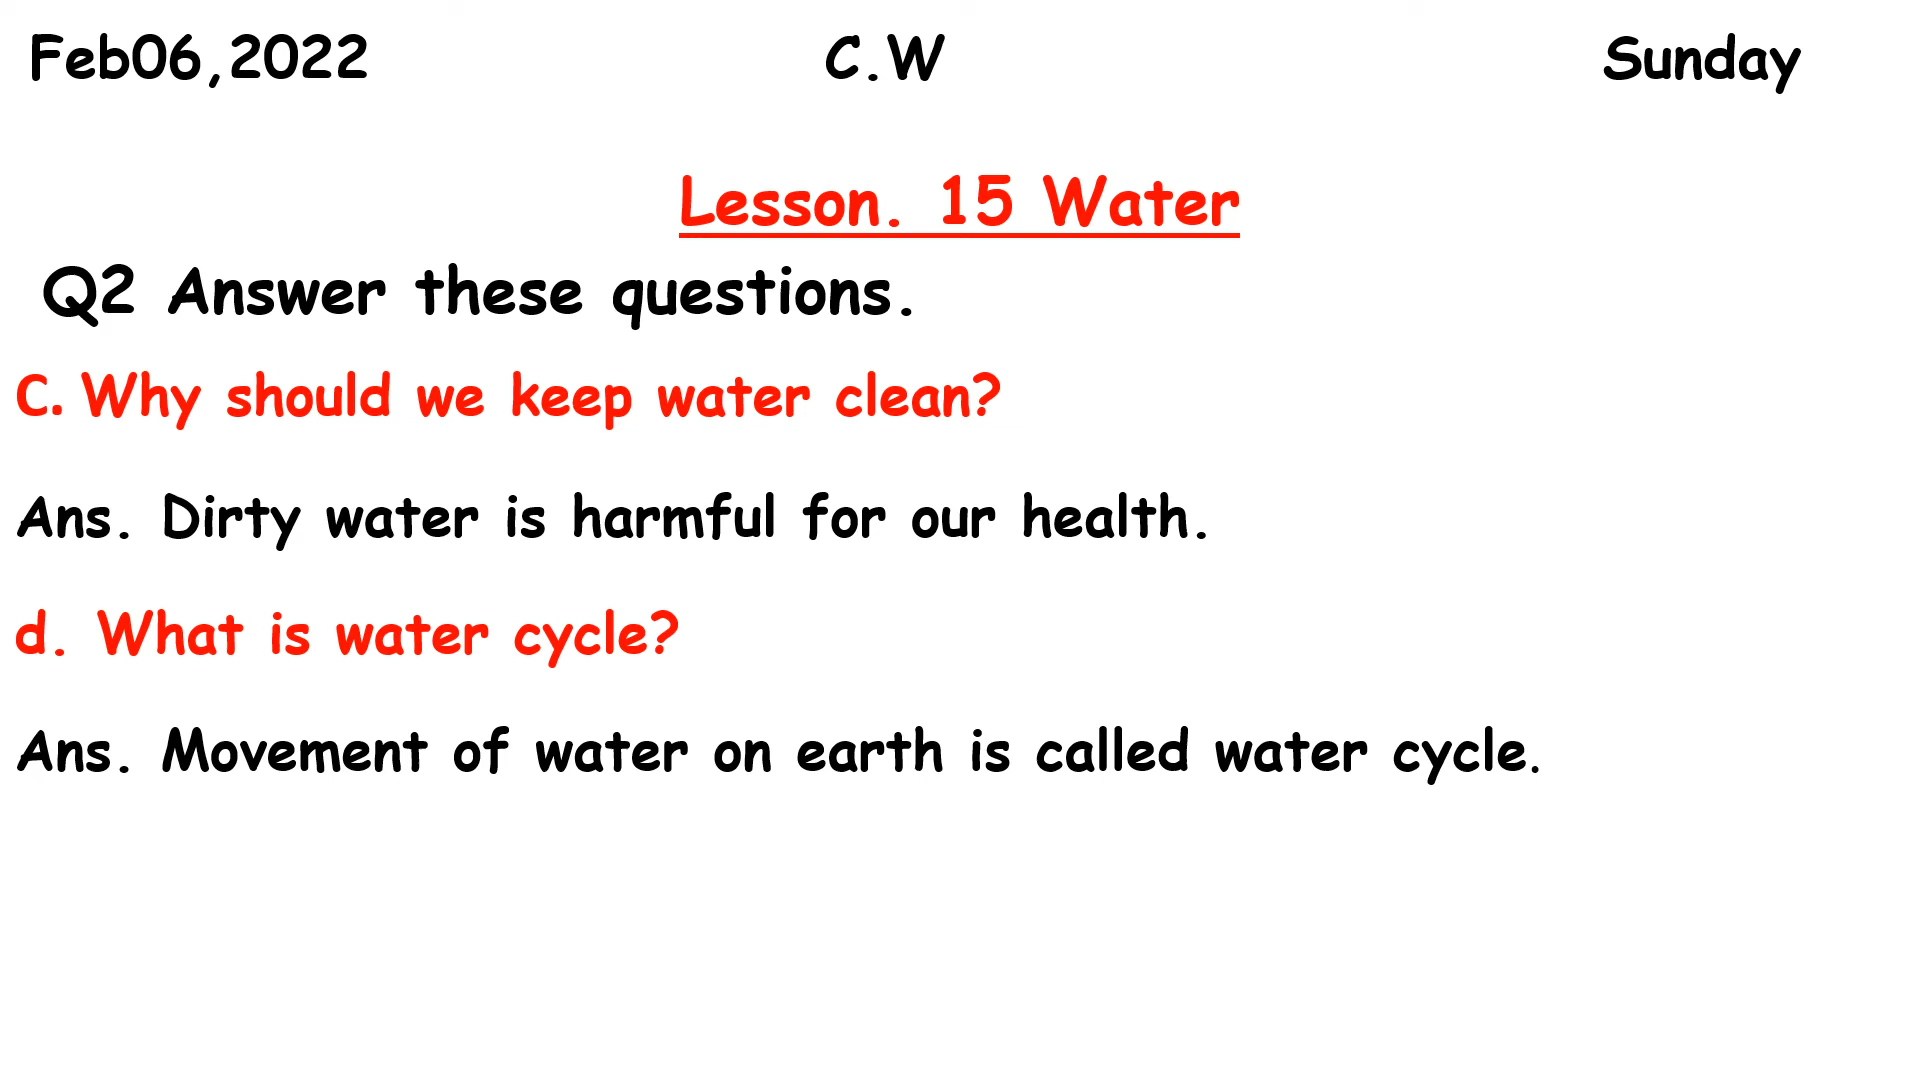 Feb06,2022 C.W Sunday
Lesson. 15 Water
Q2 Answer these questions.
C. Why should we keep water clean?
Ans. Dirty water is harmful for our health.
d. What is water cycle?
Ans. Movement of water on earth is called water cycle.